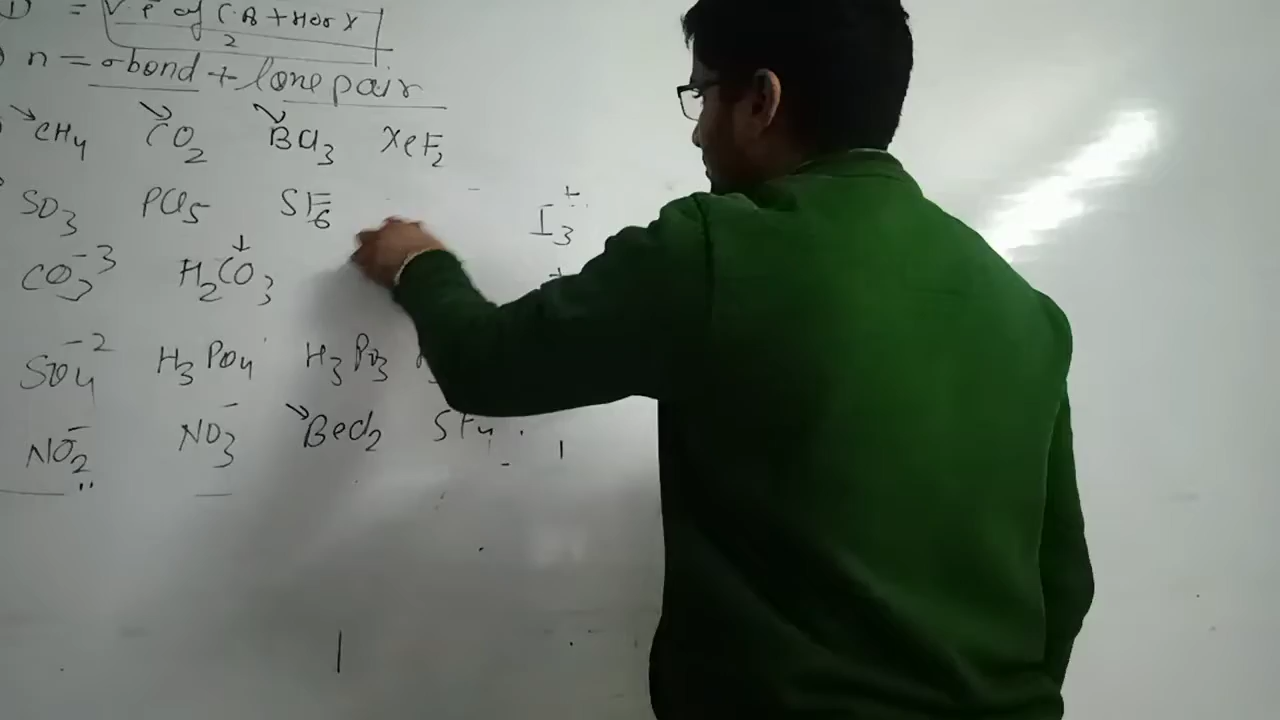 = V.P of C.A + H or X
2
n = σ bond + lone pair
CH4 CO2 BCl3 XeF2
SO3 PCl5 SF6 I3+
CO3-3 H2CO3
SO4-2 H3PO4 H3PO3
NO2- NO3- BeCl2 SF4